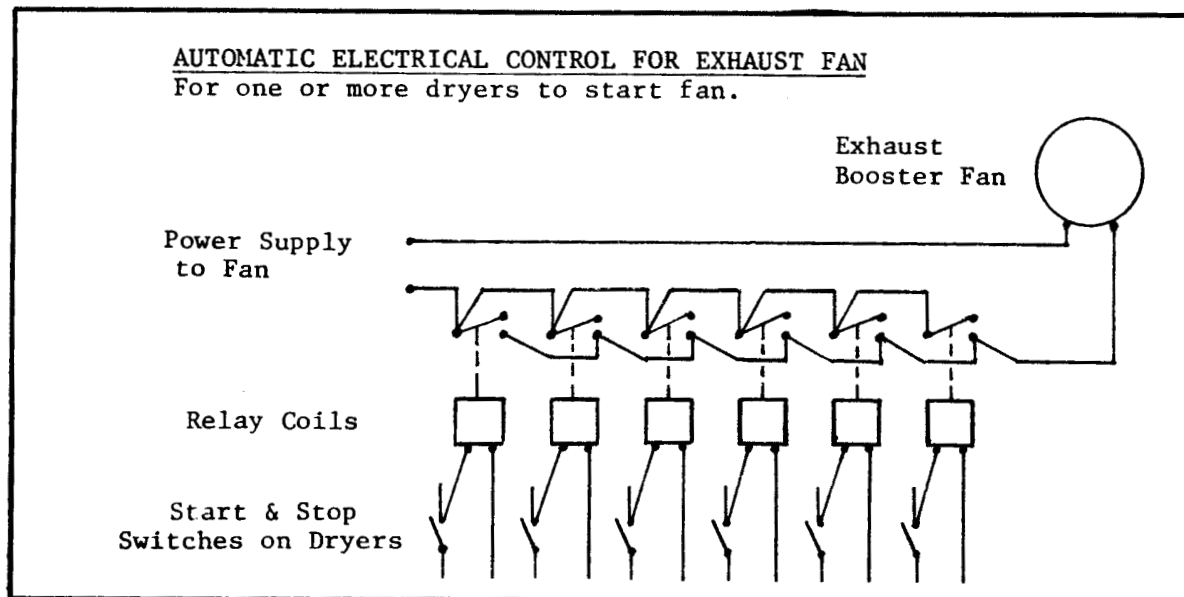 AUTOMATIC ELECTRICAL CONTROL FOR EXHAUST FAN
For one or more dryers to start fan.
Exhaust
Booster Fan
Power Supply
to Fan
Relay Coils
Start & Stop
Switches on Dryers